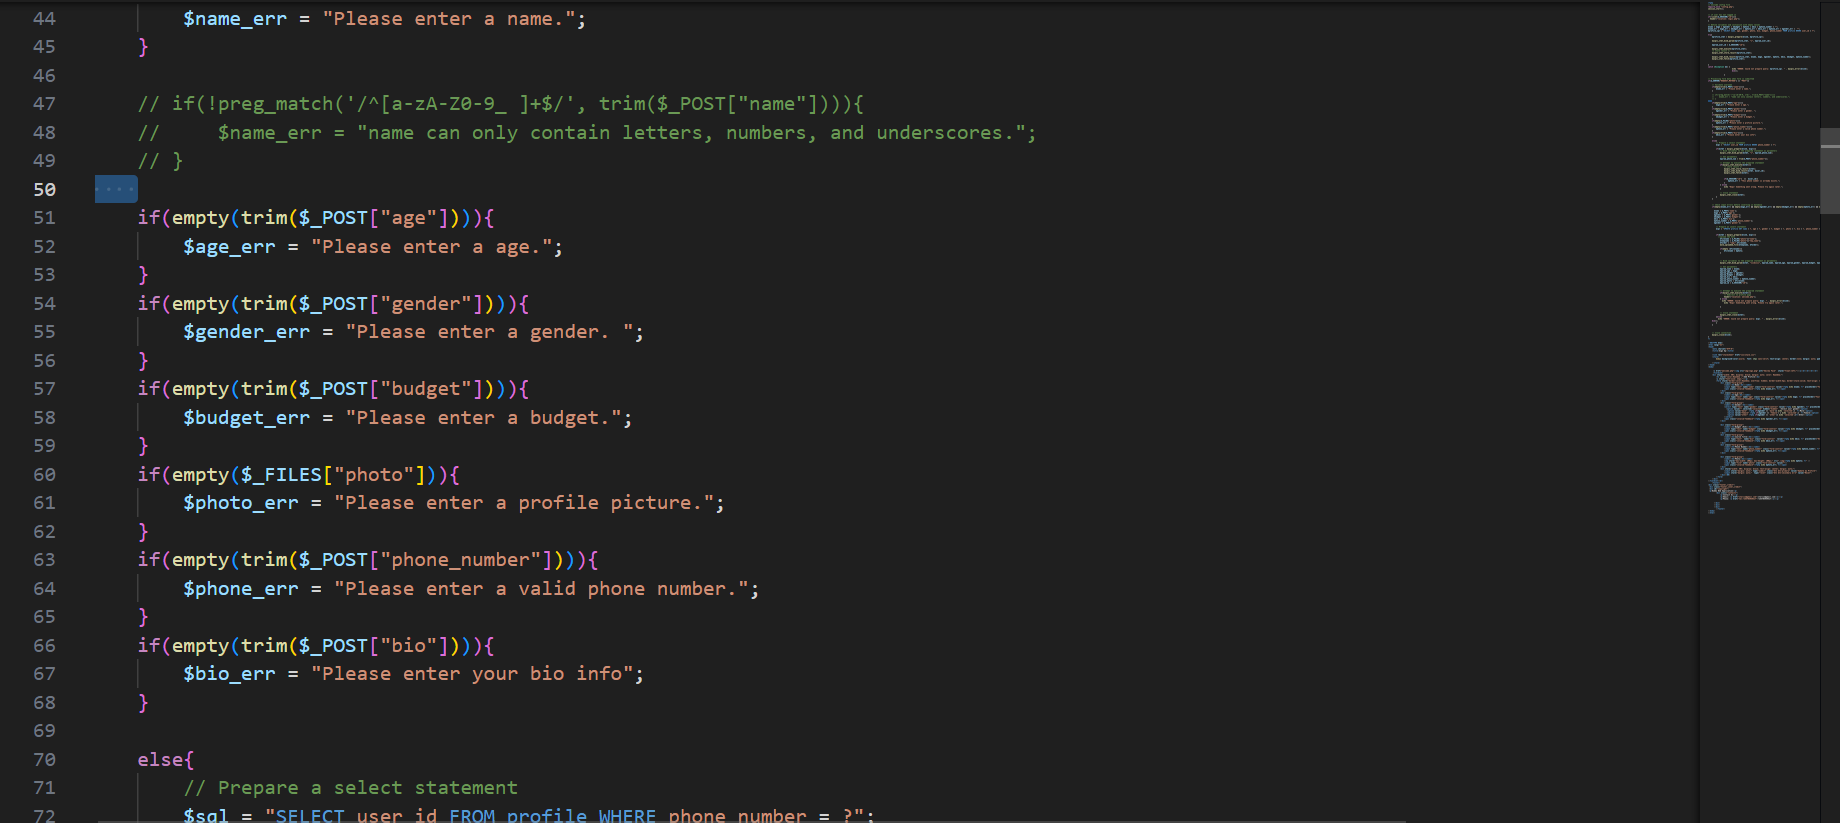 44 $name_err = "Please enter a name.";
45 }
46
47 // if(!preg_match('/^[a-zA-Z0-9_ ]+$/', trim($_POST["name"]))){
48 //     $name_err = "name can only contain letters, numbers, and underscores.";
49 // }
50
51 if(empty(trim($_POST["age"]))){
52 $age_err = "Please enter a age.";
53 }
54 if(empty(trim($_POST["gender"]))){
55 $gender_err = "Please enter a gender. ";
56 }
57 if(empty(trim($_POST["budget"]))){
58 $budget_err = "Please enter a budget.";
59 }
60 if(empty($_FILES["photo"])){
61 $photo_err = "Please enter a profile picture.";
62 }
63 if(empty(trim($_POST["phone_number"]))){
64 $phone_err = "Please enter a valid phone number.";
65 }
66 if(empty(trim($_POST["bio"]))){
67 $bio_err = "Please enter your bio info";
68 }
69
70 else{
71 // Prepare a select statement
72 $sql = "SELECT user_id FROM profile WHERE phone_number = ?";